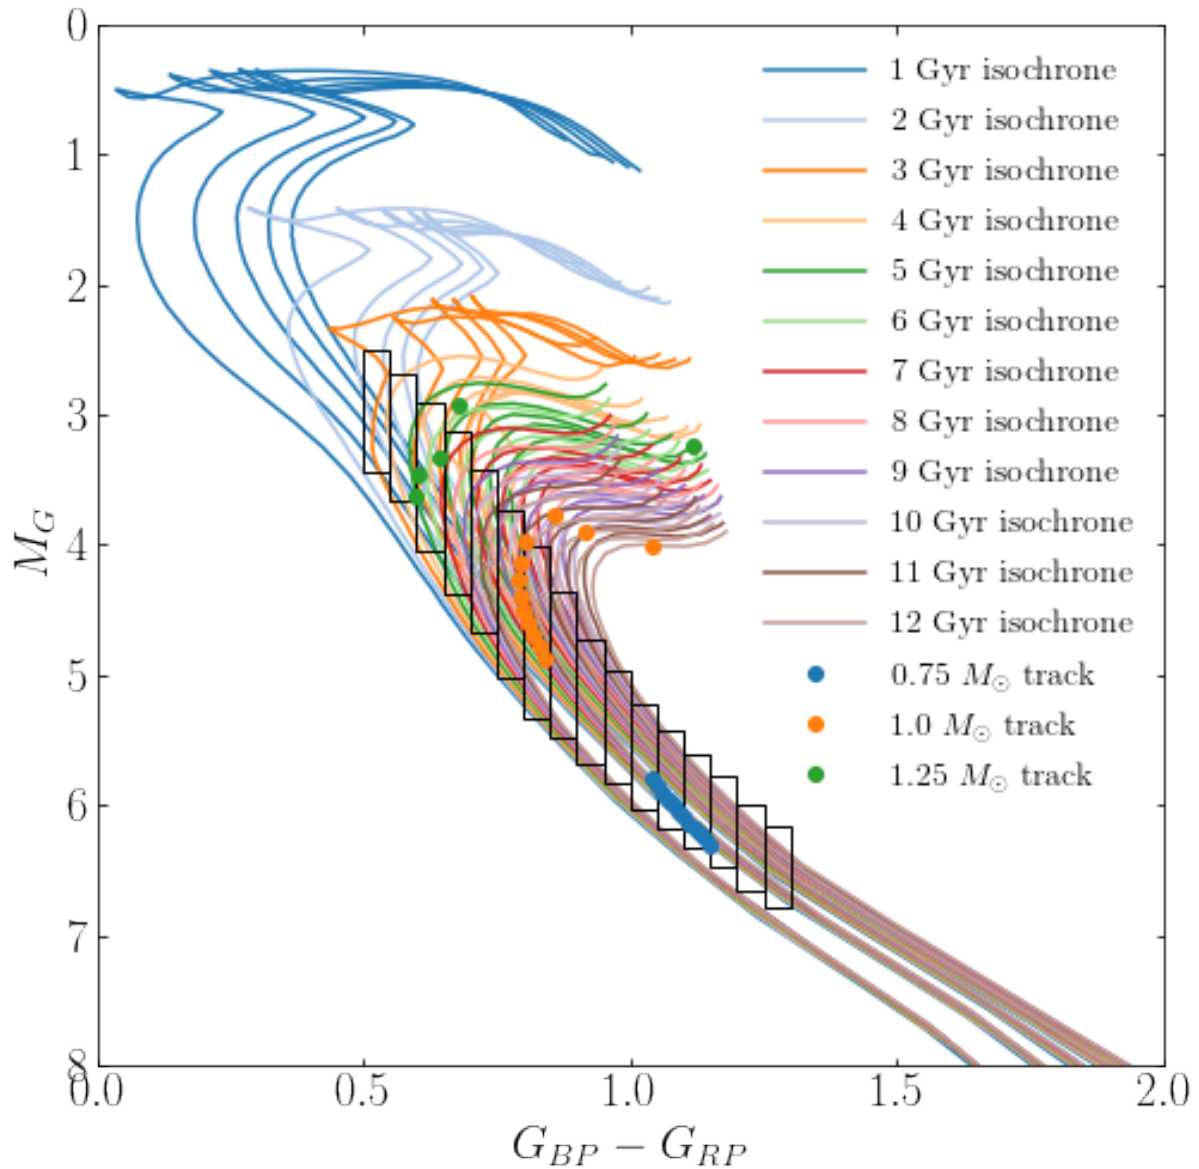 0
1
2
3
4
5
6
7
8
M_G
1 Gyr isochrone
2 Gyr isochrone
3 Gyr isochrone
4 Gyr isochrone
5 Gyr isochrone
6 Gyr isochrone
7 Gyr isochrone
8 Gyr isochrone
9 Gyr isochrone
10 Gyr isochrone
11 Gyr isochrone
12 Gyr isochrone
0.75 M⊙ track
1.0 M⊙ track
1.25 M⊙ track
0.0 0.5 1.0 1.5 2.0
G_BP − G_RP